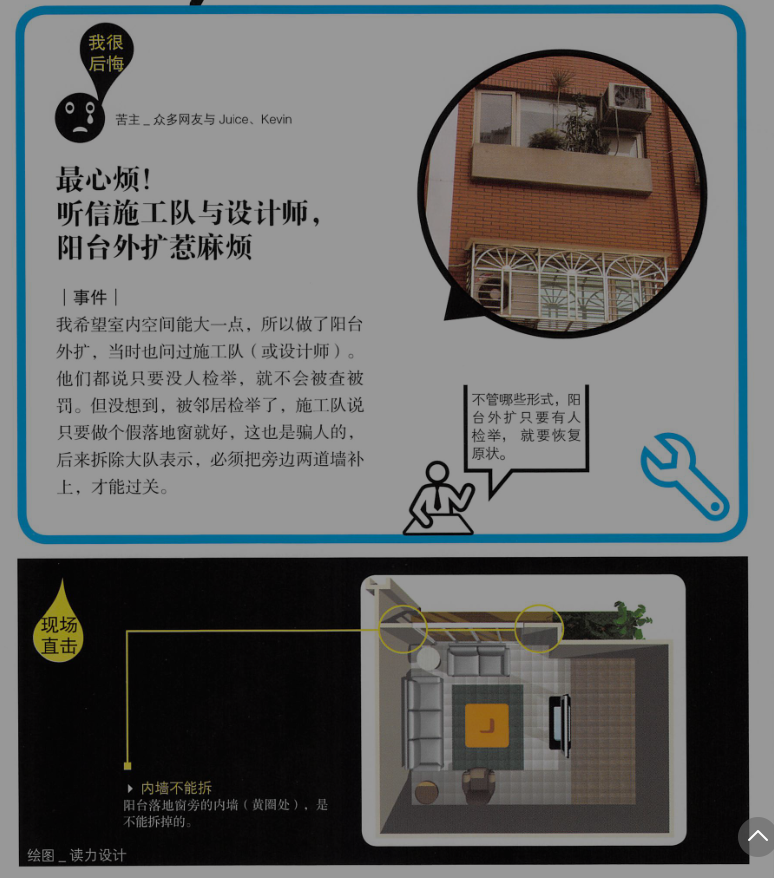 我很
后悔
苦主_众多网友与 Juice、Kevin
最心烦!
听信施工队与设计师,
阳台外扩惹麻烦
|事件|
我希望室内空间能大一点，所以做了阳台
外扩，当时也问过施工队（或设计师）。
他们都说只要没人检举，就不会被查被
罚。但没想到，被邻居检举了，施工队说
只要做个假落地窗就好，这也是骗人的，
后来拆除大队表示，必须把旁边两道墙补
上，才能过关。
不管哪些形式，阳
台外扩只要有人
检举，就要恢复
原状。
现场
直击
内墙不能拆
阳台落地窗旁的内墙（黄圈处），是
不能拆掉的。
绘图_读力设计